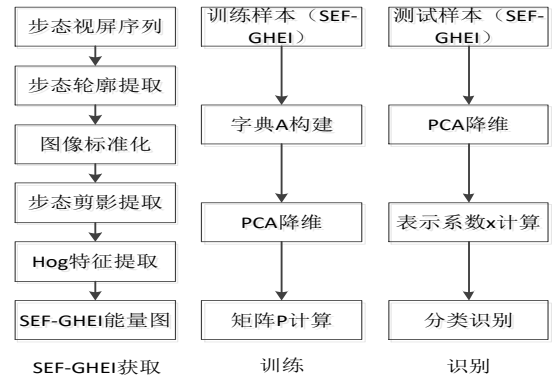 步态视屏序列
步态轮廓提取
图像标准化
步态剪影提取
Hog特征提取
SEF-GHEI能量图
SEF-GHEI获取
训练样本（SEF-
GHEI）
字典A构建
PCA降维
矩阵P计算
训练
测试样本（SEF-
GHEI）
PCA降维
表示系数x计算
分类识别
识别